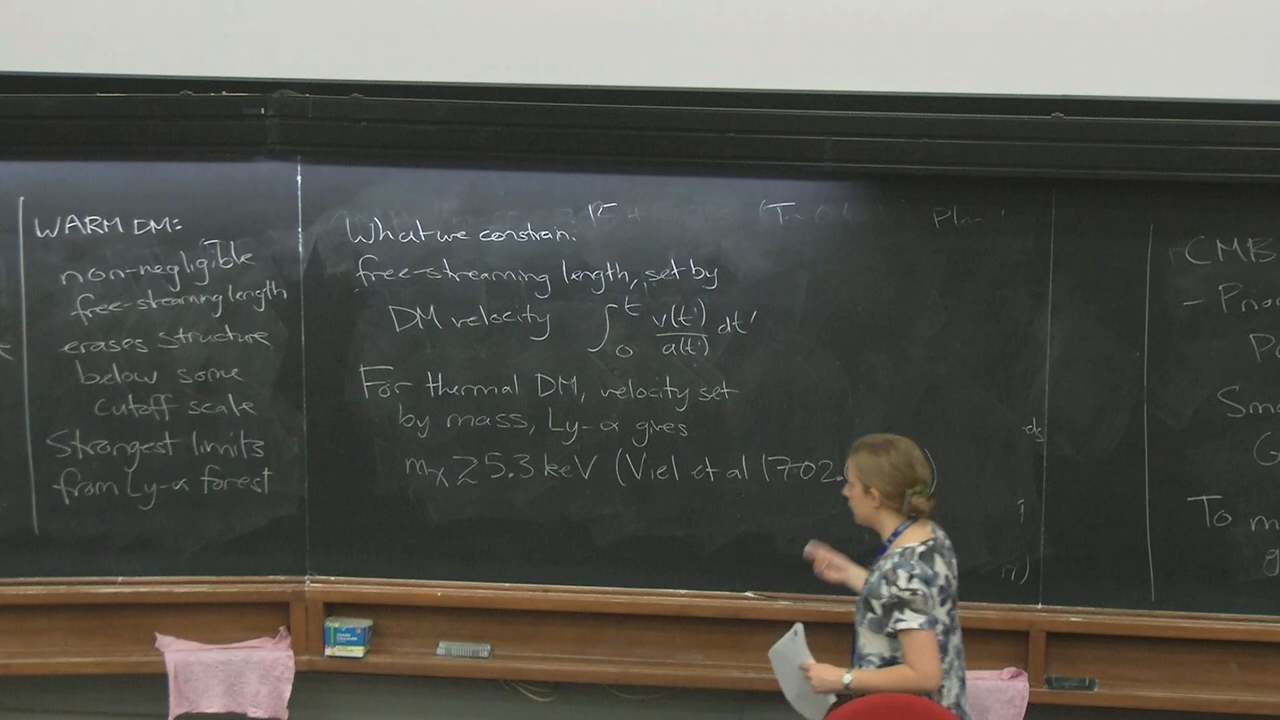 WARM DM:
non-negligible
free-streaming length
erases structure
below some
cutoff scale
Strongest limits
from Ly-α forest
What we constrain:
free-streaming length, set by
DM velocity ∫₀ᵗ v(t')/a(t') dt'
For thermal DM, velocity set
by mass, Ly-α gives
mχ ≳ 5.3 keV (Viel et al 1702.
CMB
-
To